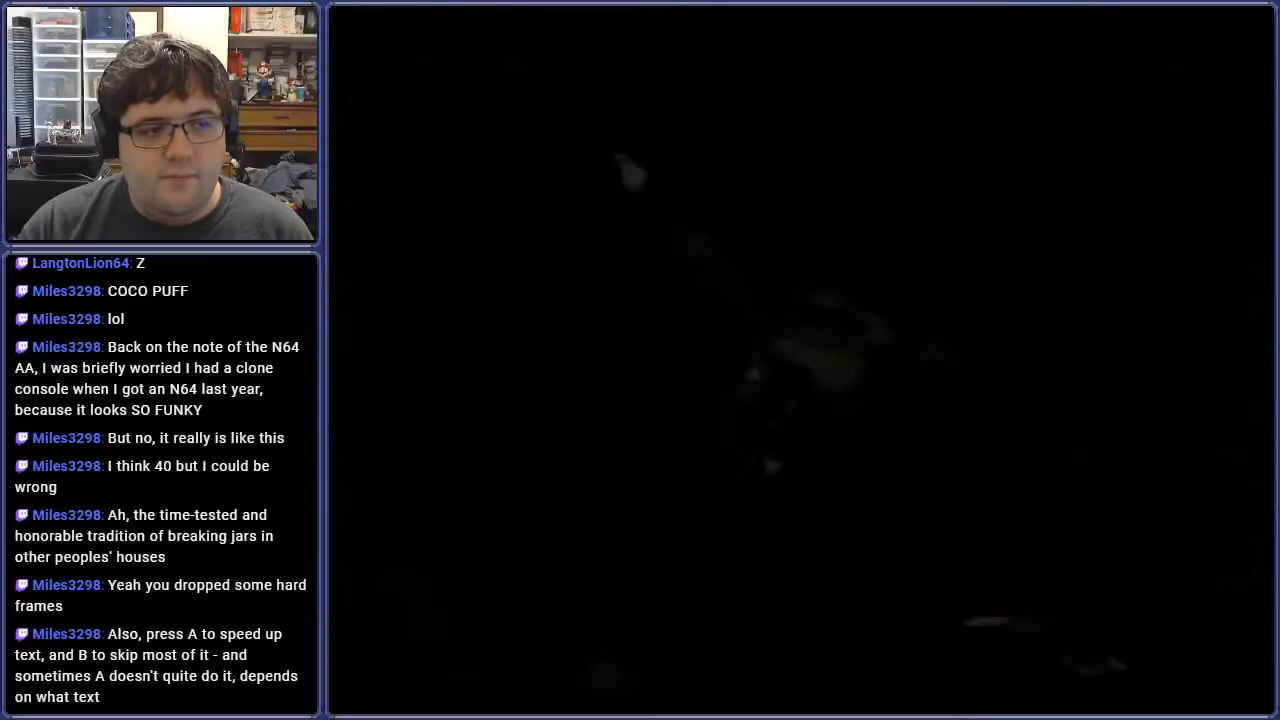 LangtonLion64: Z
Miles3298: COCO PUFF
Miles3298: lol
Miles3298: Back on the note of the N64
AA, I was briefly worried I had a clone
console when I got an N64 last year,
because it looks SO FUNKY
Miles3298: But no, it really is like this
Miles3298: I think 40 but I could be
wrong
Miles3298: Ah, the time-tested and
honorable tradition of breaking jars in
other peoples' houses
Miles3298: Yeah you dropped some hard
frames
Miles3298: Also, press A to speed up
text, and B to skip most of it - and
sometimes A doesn't quite do it, depends
on what text